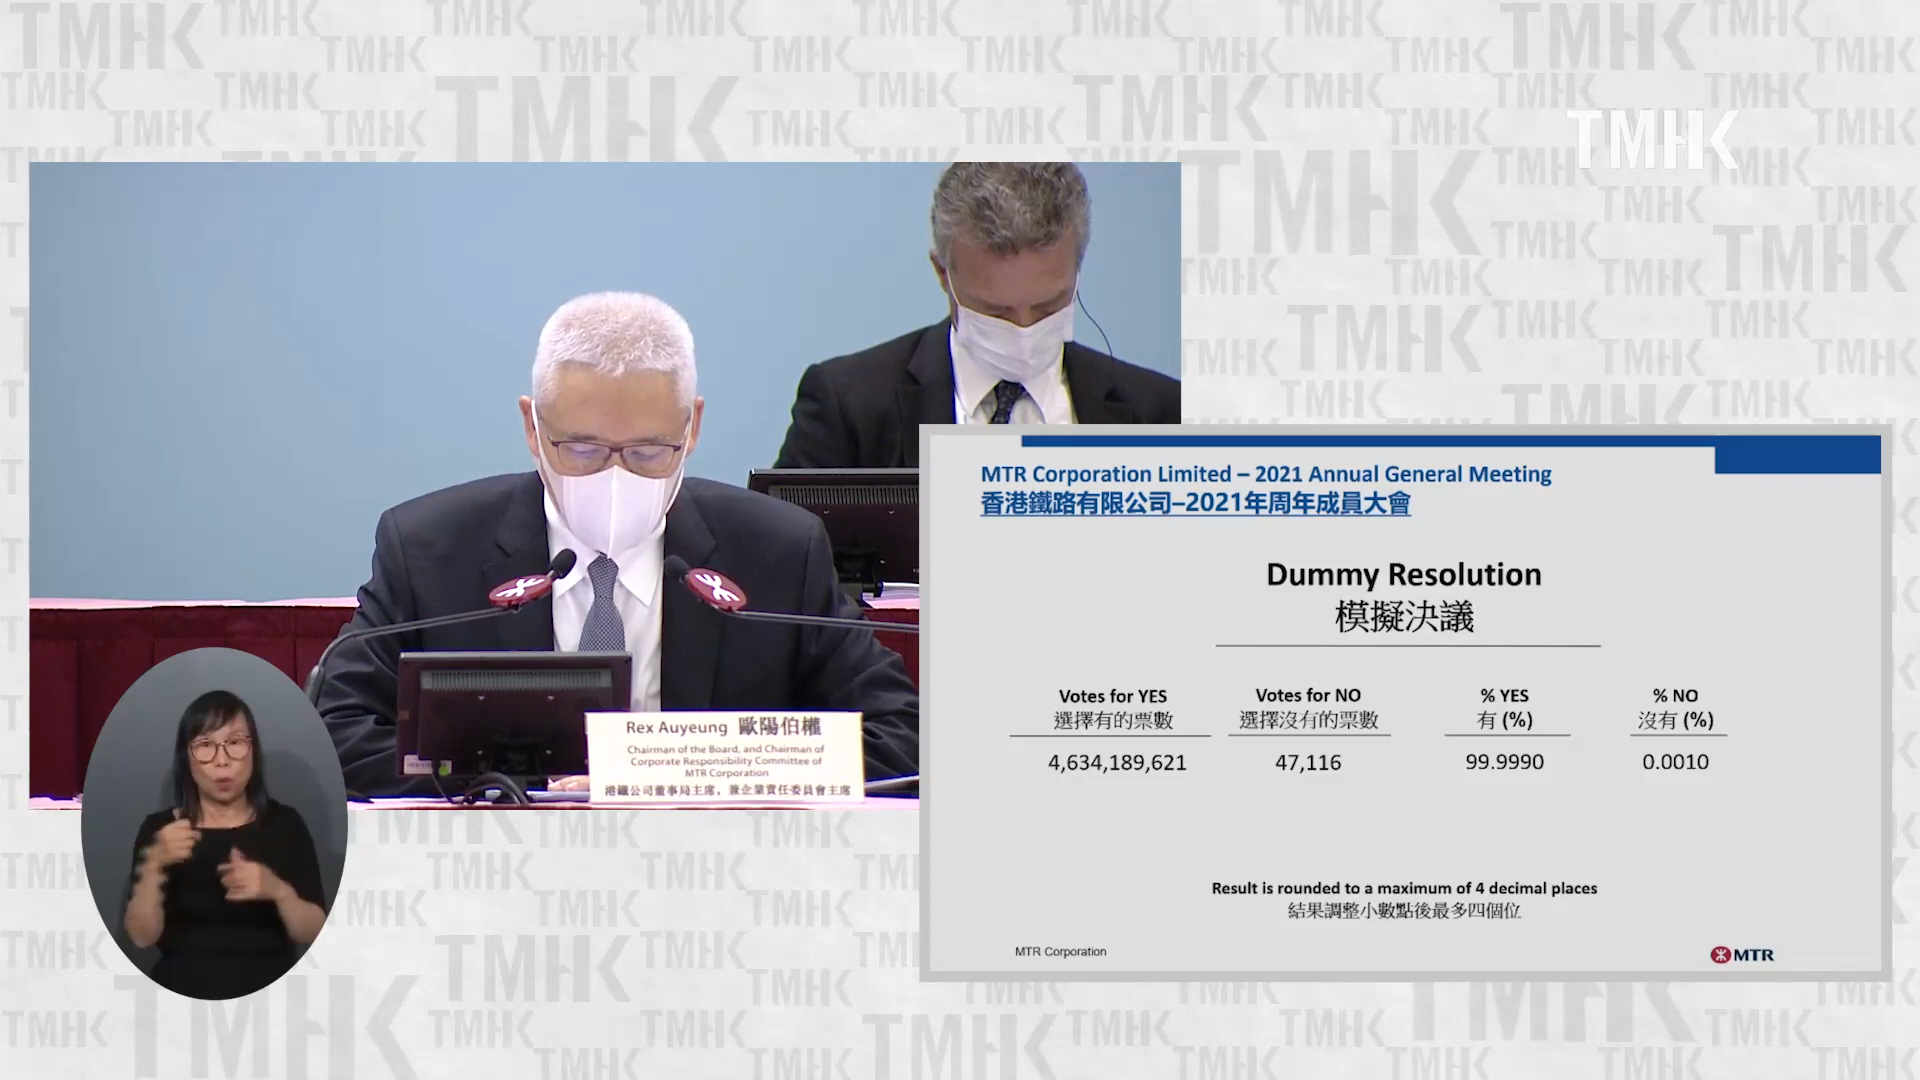 TMHK
MTR Corporation Limited – 2021 Annual General Meeting
香港鐵路有限公司–2021年周年成員大會
Dummy Resolution
模擬決議
Votes for YES
選擇有的票數
Votes for NO
選擇沒有的票數
% YES
有 (%)
% NO
沒有 (%)
4,634,189,621
47,116
99.9990
0.0010
Result is rounded to a maximum of 4 decimal places
結果調整小數點後最多四個位
MTR Corporation
MTR
Rex Auyeung 歐陽伯權
Chairman of the Board, and Chairman of
Corporate Responsibility Committee of
MTR Corporation
港鐵公司董事局主席，兼企業責任委員會主席